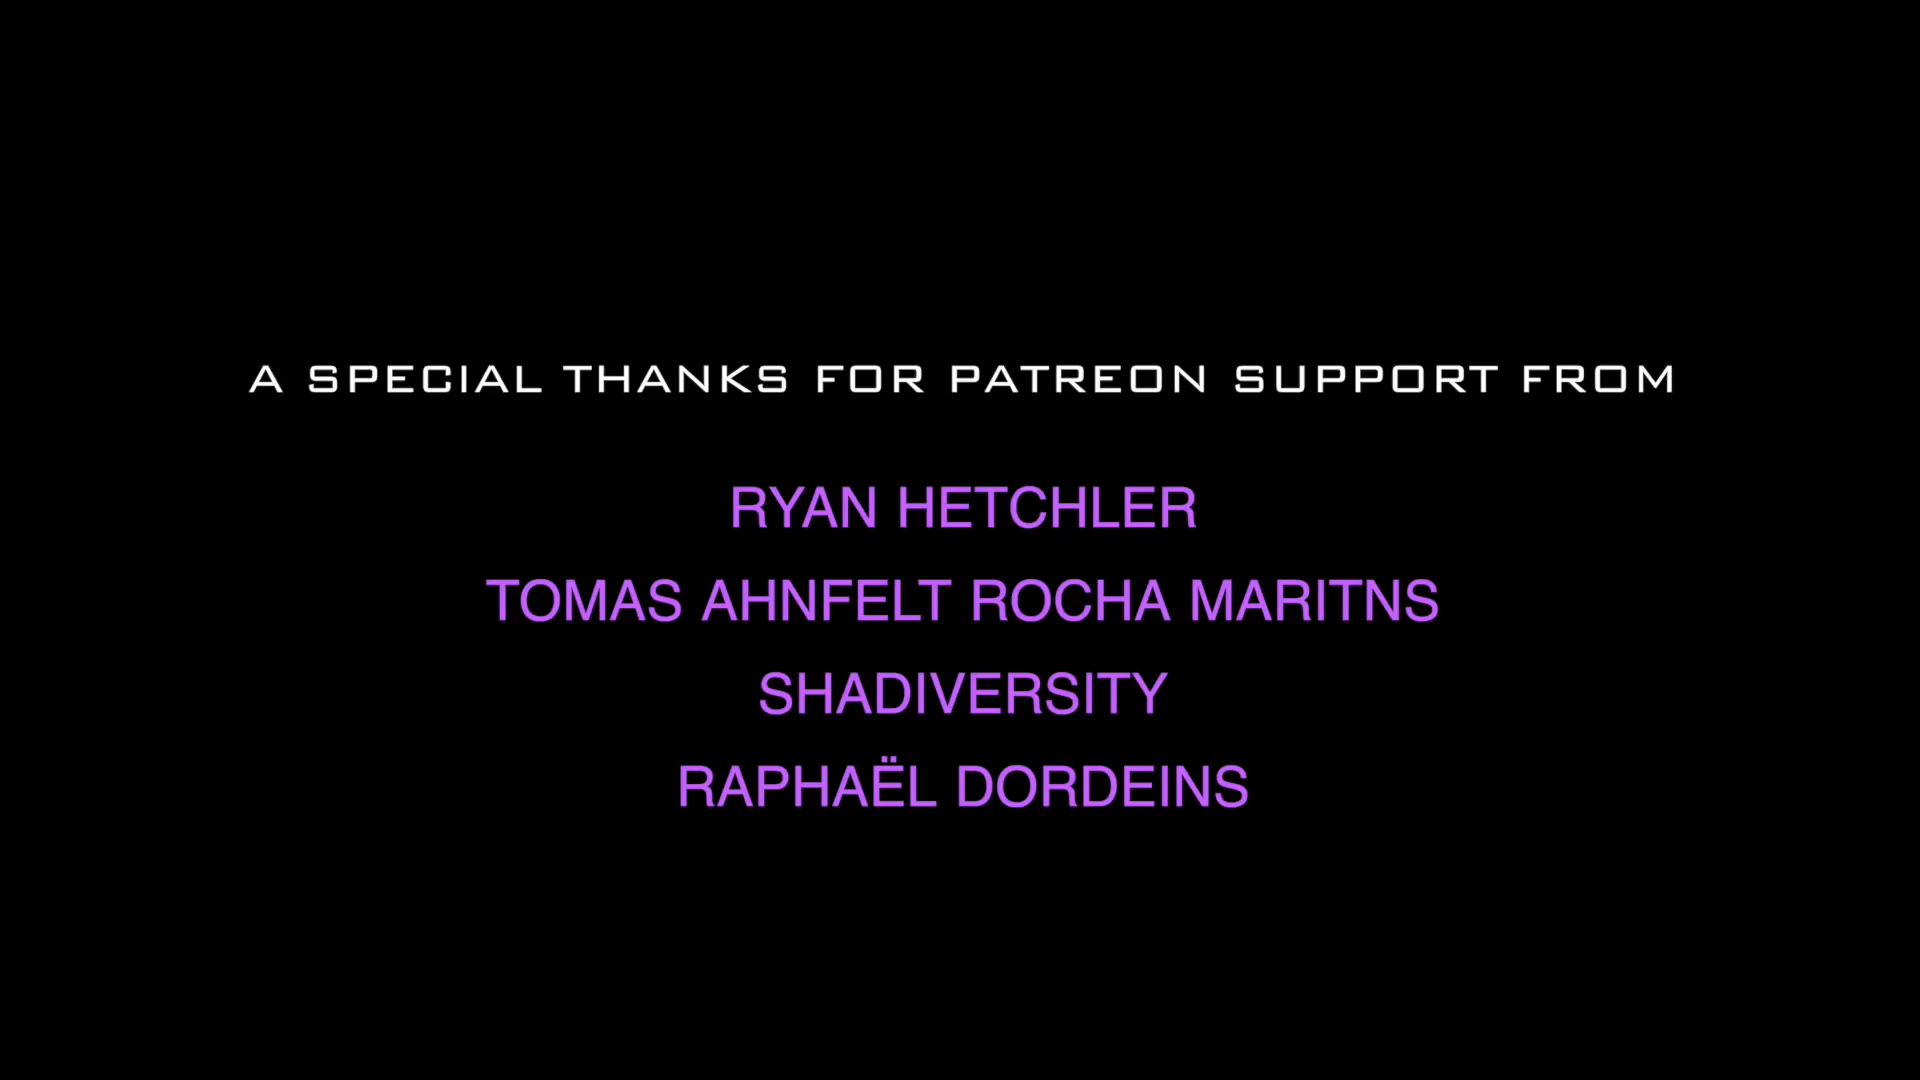 A SPECIAL THANKS FOR PATREON SUPPORT FROM
RYAN HETCHLER
TOMAS AHNFELT ROCHA MARITNS
SHADIVERSITY
RAPHAËL DORDEINS